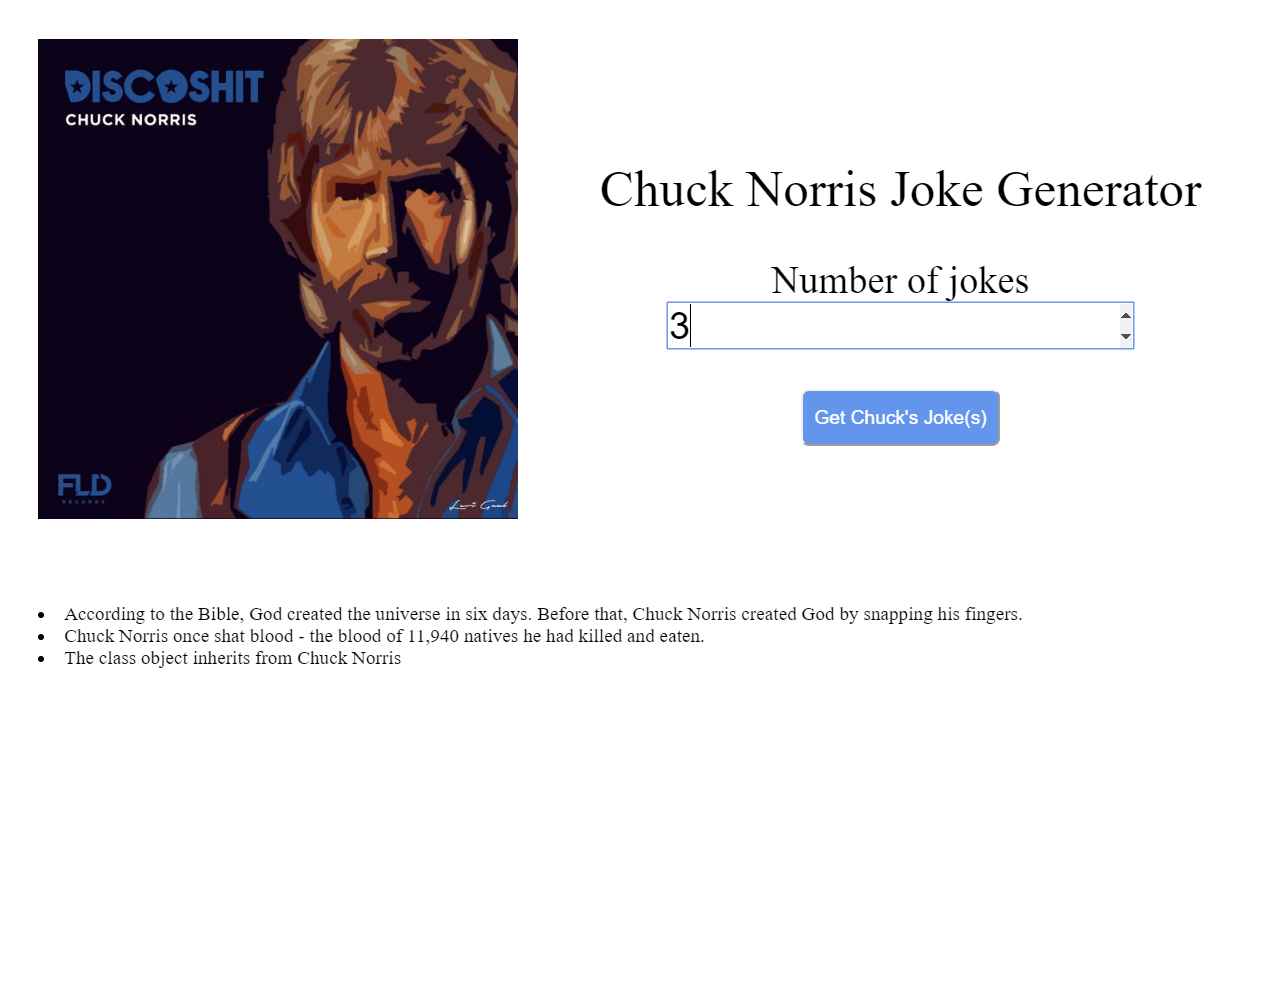 DISCOSHIT
CHUCK NORRIS
FLD
RECORDS
Chuck Norris Joke Generator
Number of jokes
3
Get Chuck's Joke(s)
According to the Bible, God created the universe in six days. Before that, Chuck Norris created God by snapping his fingers.
Chuck Norris once shat blood - the blood of 11,940 natives he had killed and eaten.
The class object inherits from Chuck Norris